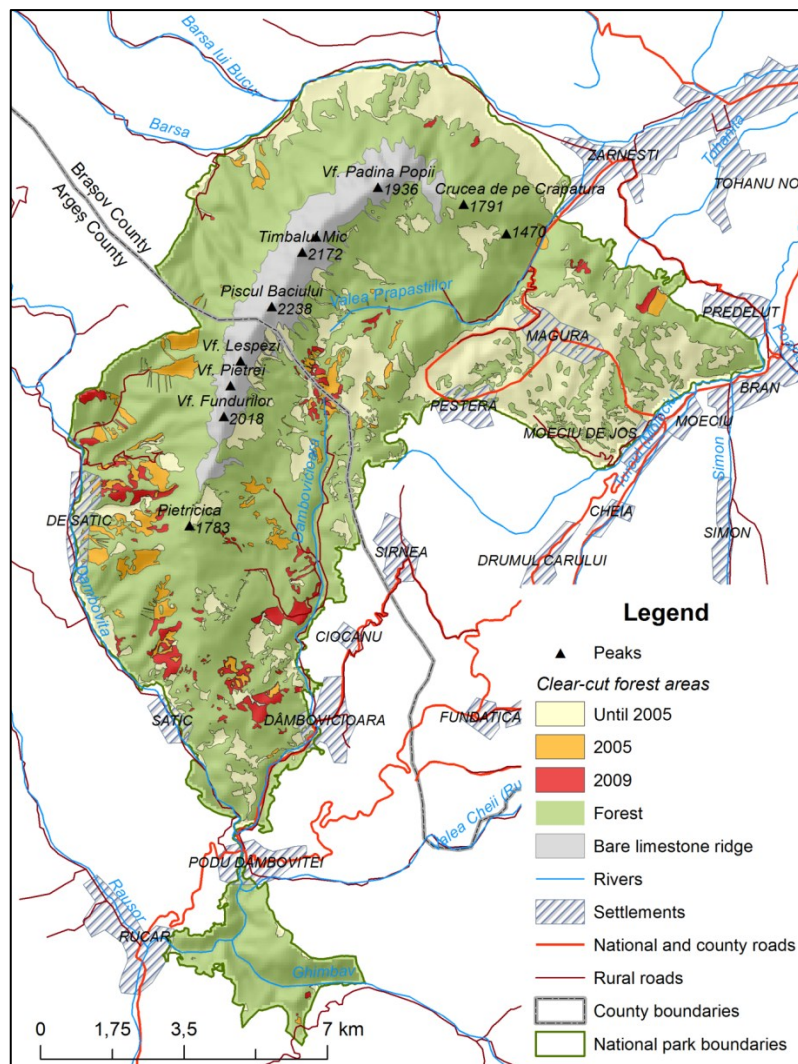 Barsa lui Bucur
Barsa
ZARNESTI
Tohanita
TOHANU NO
Vf. Padina Popii
1936
Crucea de pe Crapatura
1791
1470
Brasov County
Argeș County
Timbalul Mic
2172
Piscul Baciului
2238
Valea Prapastiilor
PREDELUT
MAGURA
Vf. Lespezi
Vf. Pietrei
Vf. Fundurilor
2018
BRAN
PESTERA
MOECIU
MOECIU DE JOS
Simon
Dambovicioara
Pietricica
1783
DE SATIC
CHEIA
SIMON
SIRNEA
DRUMUL CARULUI
Dambovita
CIOCANU
SATIC
DÂMBOVICIOARA
FUNDATICA
Valea Cheii (Ru
PODU DAMBOVITEI
Rausor
RUCAR
Ghimbav
0 1,75 3,5 7 km
Legend
Peaks
Clear-cut forest areas
Until 2005
2005
2009
Forest
Bare limestone ridge
Rivers
Settlements
National and county roads
Rural roads
County boundaries
National park boundaries